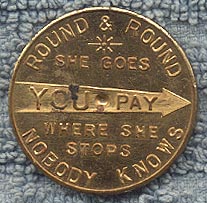 ROUND & ROUND
SHE GOES
YOU PAY
WHERE SHE
STOPS
NOBODY KNOWS